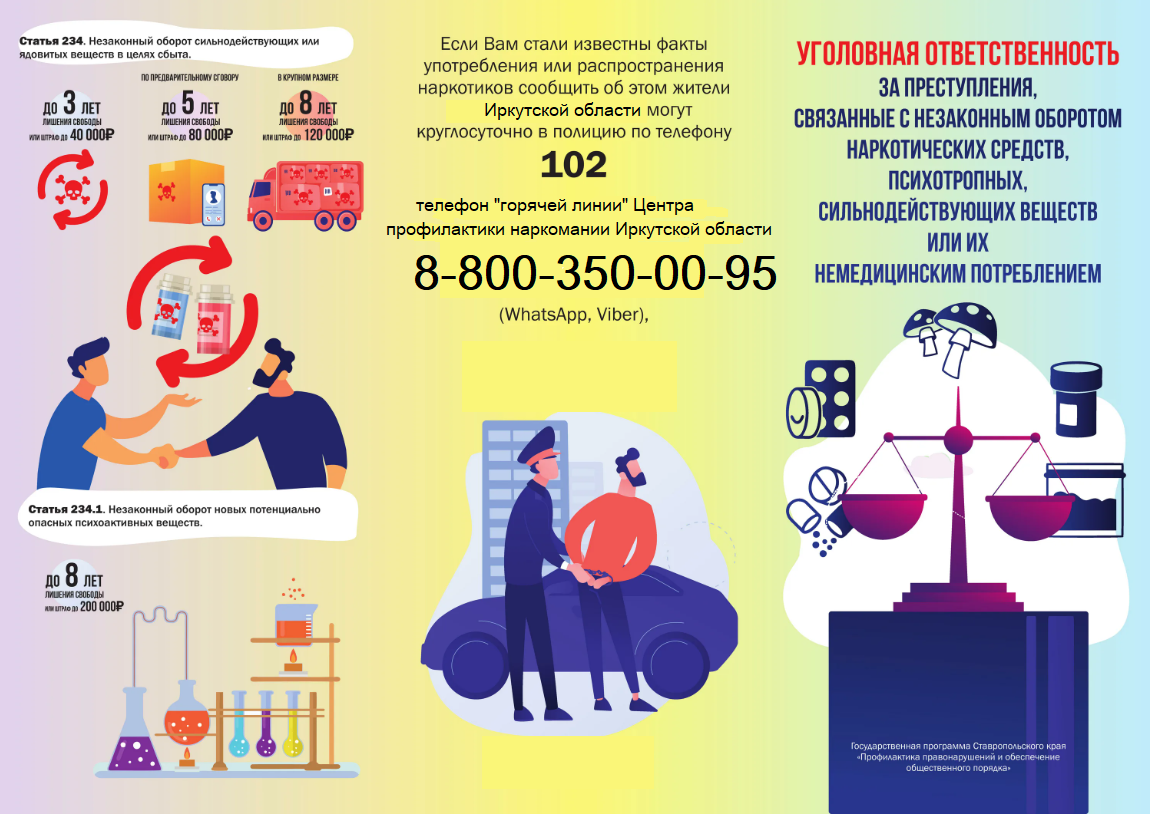 Статья 234. Незаконный оборот сильнодействующих или
ядовитых веществ в целях сбыта.
ПО ПРЕДВАРИТЕЛЬНОМУ СГОВОРУ
В КРУПНОМ РАЗМЕРЕ
ДО 3 ЛЕТ
ЛИШЕНИЯ СВОБОДЫ
ИЛИ ШТРАФ ДО 40 000₽
ДО 5 ЛЕТ
ЛИШЕНИЯ СВОБОДЫ
ИЛИ ШТРАФ ДО 80 000₽
ДО 8 ЛЕТ
ЛИШЕНИЯ СВОБОДЫ
ИЛИ ШТРАФ ДО 120 000₽
Статья 234.1. Незаконный оборот новых потенциально
опасных психоактивных веществ.
ДО 8 ЛЕТ
ЛИШЕНИЯ СВОБОДЫ
ИЛИ ШТРАФ ДО 200 000₽
Если Вам стали известны факты
употребления или распространения
наркотиков сообщить об этом жители
Иркутской области могут
круглосуточно в полицию по телефону
102
телефон "горячей линии" Центра
профилактики наркомании Иркутской области
8-800-350-00-95
(WhatsApp, Viber),
УГОЛОВНАЯ ОТВЕТСТВЕННОСТЬ
ЗА ПРЕСТУПЛЕНИЯ,
СВЯЗАННЫЕ С НЕЗАКОННЫМ ОБОРОТОМ
НАРКОТИЧЕСКИХ СРЕДСТВ,
ПСИХОТРОПНЫХ,
СИЛЬНОДЕЙСТВУЮЩИХ ВЕЩЕСТВ
ИЛИ ИХ
НЕМЕДИЦИНСКИМ ПОТРЕБЛЕНИЕМ
Государственная программа Ставропольского края
«Профилактика правонарушений и обеспечение
общественного порядка»